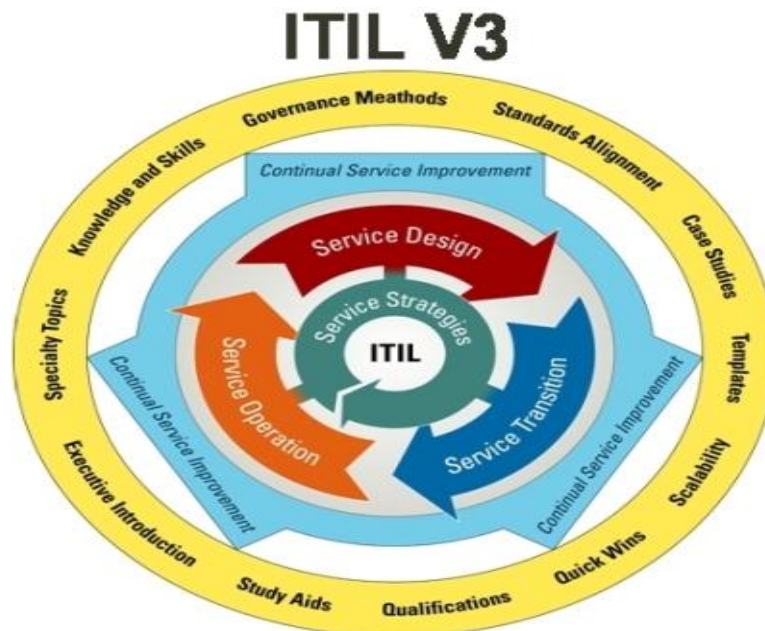 ITIL V3
Governance Meathods
Standards Allignment
Case Studies
Templates
Scalability
Quick Wins
Qualifications
Study Aids
Executive Introduction
Specialty Topics
Knowledge and Skills
Continual Service Improvement
Continual Service Improvement
Continual Service Improvement
Service Design
Service Transition
Service Operation
Service Strategies
ITIL